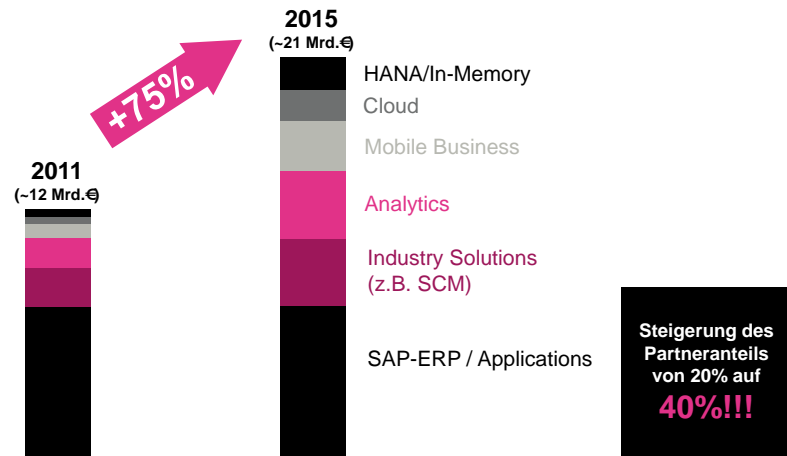 2015
(~21 Mrd.€)
+75%
HANA/In-Memory
Cloud
Mobile Business
2011
(~12 Mrd.€)
Analytics
Industry Solutions
(z.B. SCM)
SAP-ERP / Applications
Steigerung des
Partneranteils
von 20% auf
40%!!!